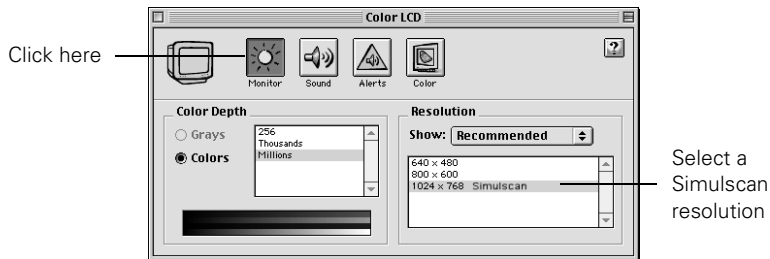 Color LCD
Click here
?
Monitor
Sound
Alerts
Color
Color Depth
Grays
Colors
256
Thousands
Millions
Resolution
Show: Recommended
640 × 480
800 × 600
1024 × 768 Simulscan
Select a
Simulscan
resolution